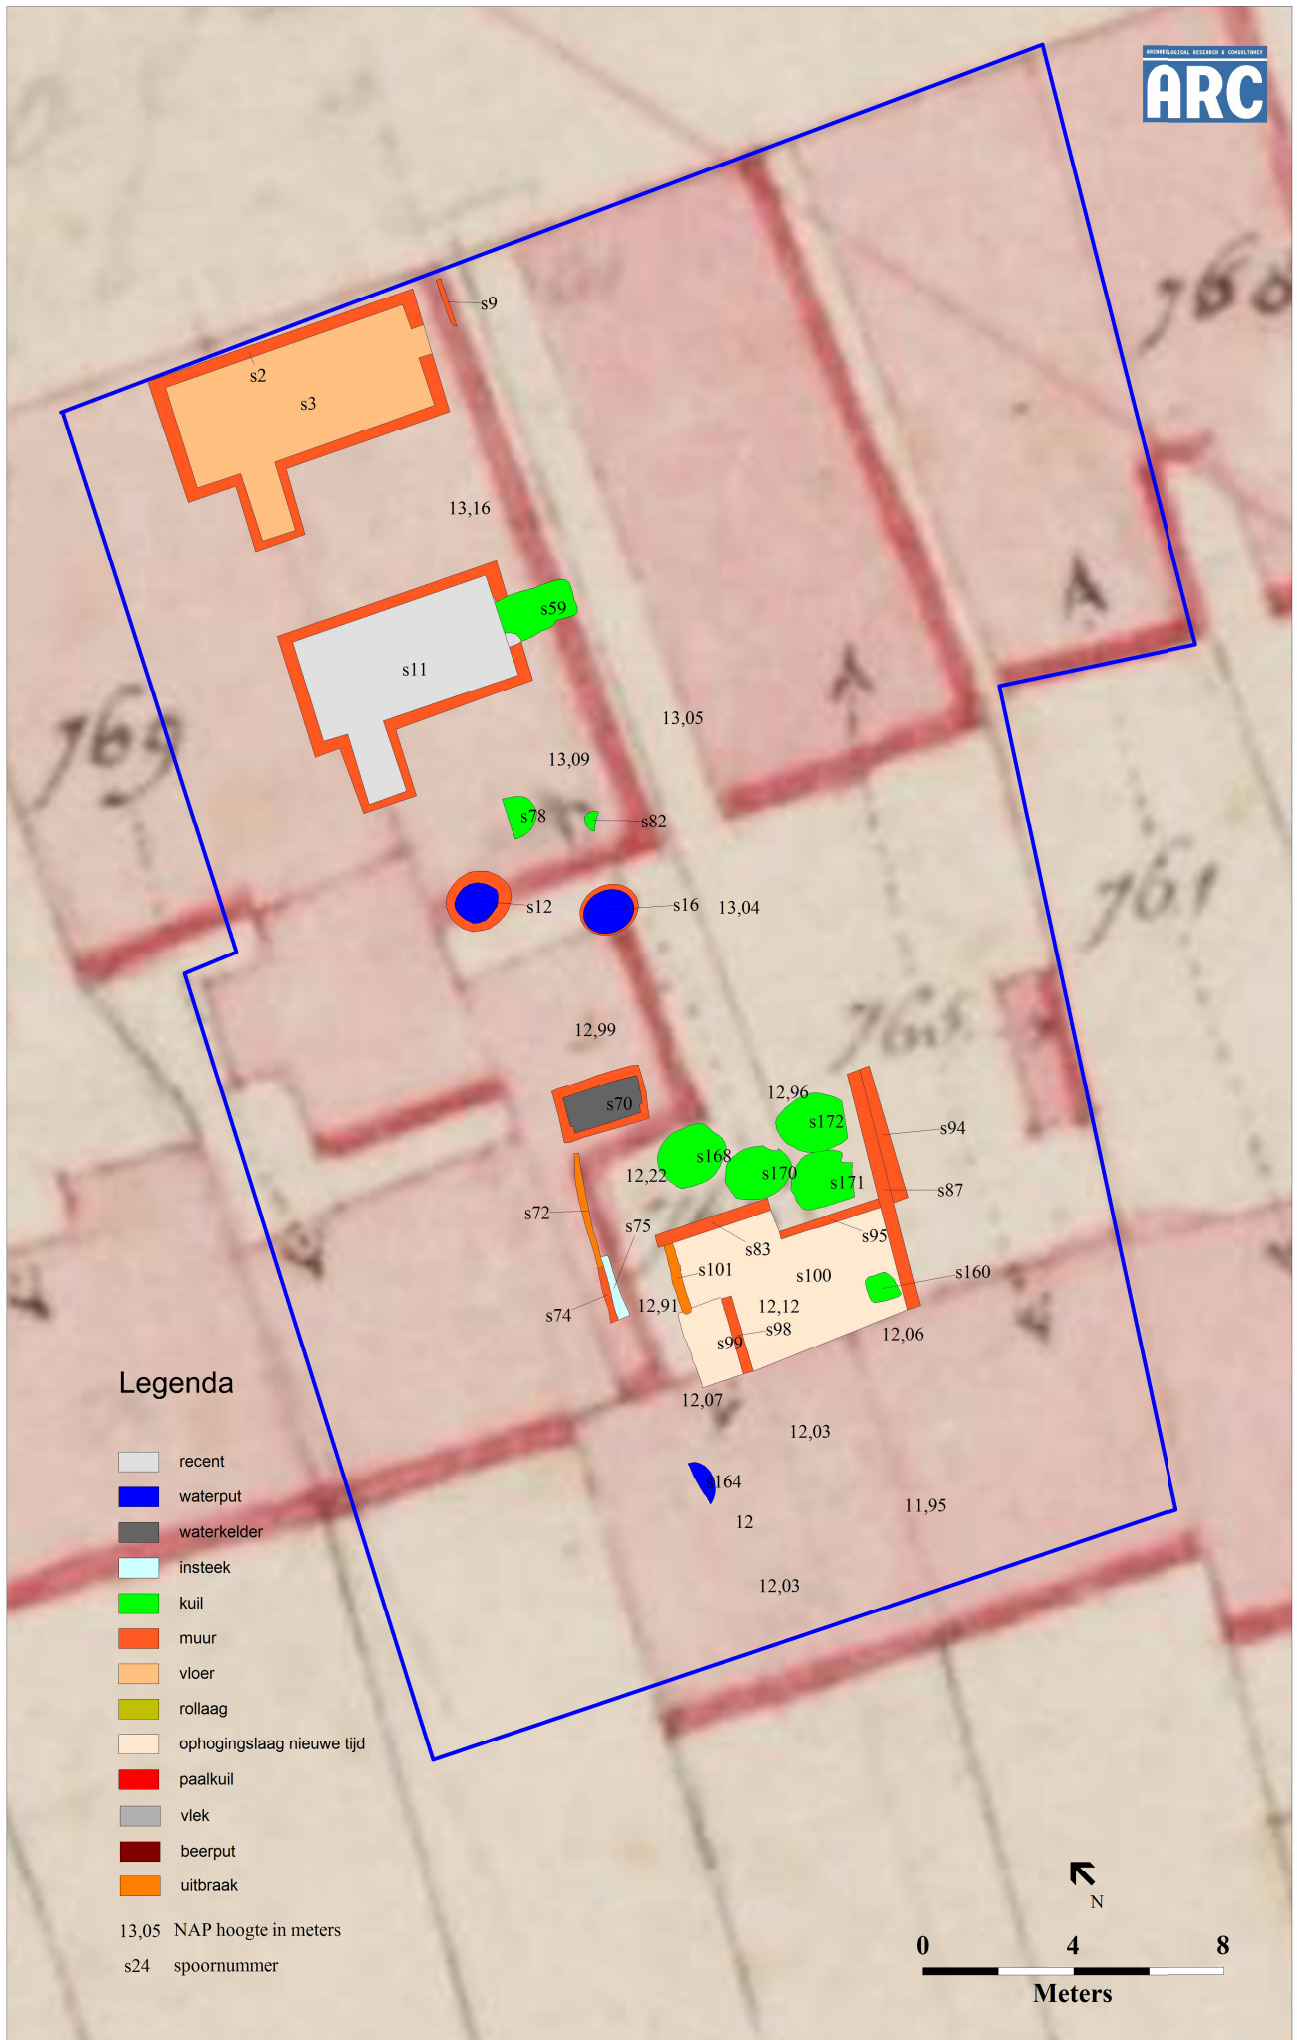 ARCHAEOLOGICAL RESEARCH & CONSULTANCY
ARC
s9
s2
s3
760
13,16
A
s59
s11
A
769
13,05
13,09
s78
s82
s12
s16
13,04
761
765
12,99
12,96
s70
s172
s94
s168
12,22
s170
s171
s87
s72
s75
s83
s95
s101
s100
s160
s74
12,91
12,12
s98
s99
12,06
12,07
12,03
s164
12
11,95
12,03
Legenda
recent
waterput
waterkelder
insteek
kuil
muur
vloer
rollaag
ophogingslaag nieuwe tijd
paalkuil
vlek
beerput
uitbraak
13,05 NAP hoogte in meters
s24 spoornummer
N
0 4 8
Meters